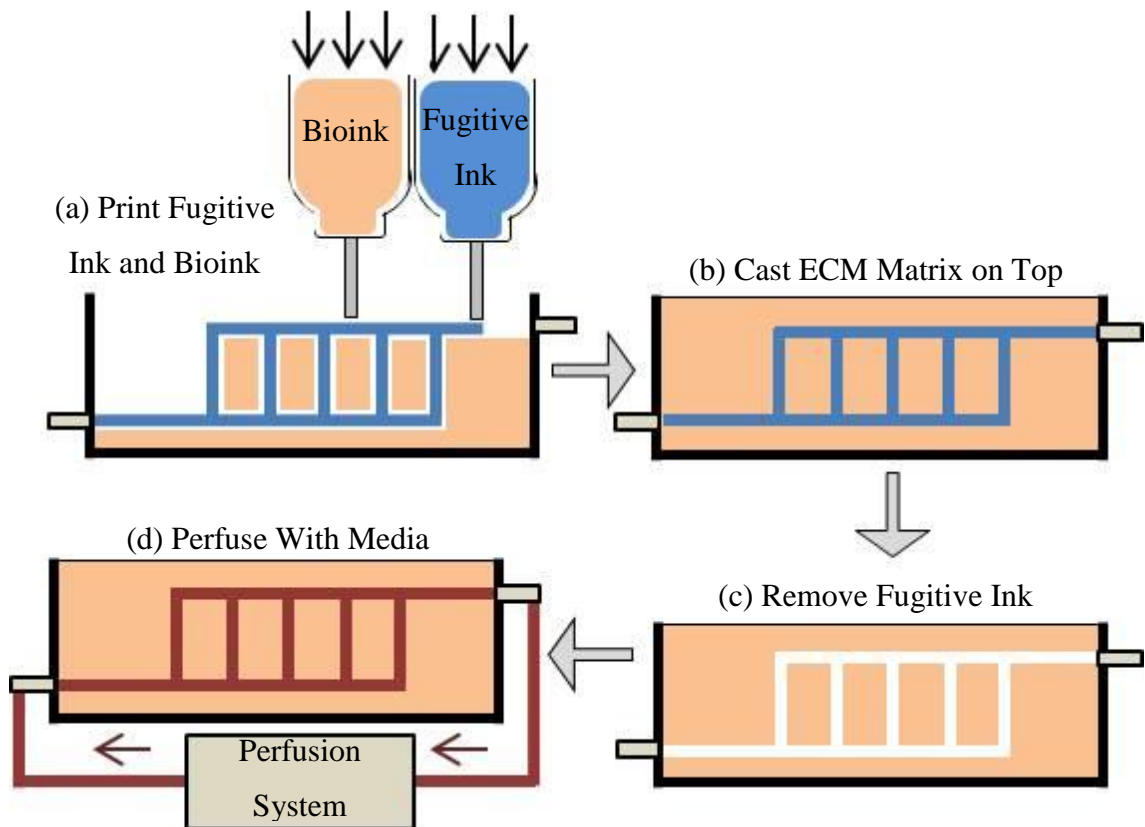 Bioink
Fugitive
Ink
(a) Print Fugitive
Ink and Bioink
(b) Cast ECM Matrix on Top
(c) Remove Fugitive Ink
(d) Perfuse With Media
Perfusion
System